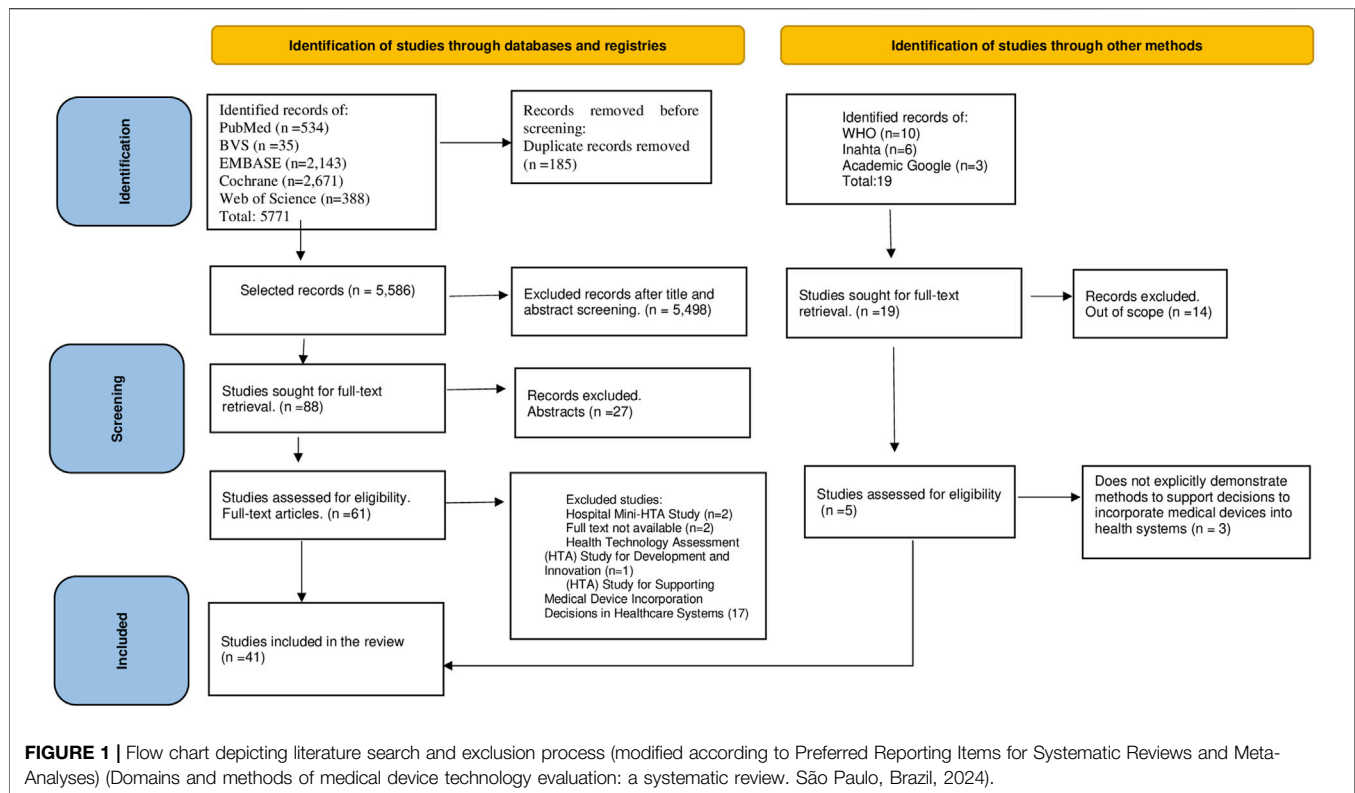 Identification of studies through databases and registries
Identification of studies through other methods
Identification
Identified records of:
PubMed (n =534)
BVS (n =35)
EMBASE (n=2,143)
Cochrane (n=2,671)
Web of Science (n=388)
Total: 5771
Records removed before
screening:
Duplicate records removed
(n =185)
Identified records of:
WHO (n=10)
Inahta (n=6)
Academic Google (n=3)
Total:19
Selected records (n = 5,586)
Excluded records after title and
abstract screening. (n = 5,498)
Studies sought for full-text
retrieval. (n =19)
Records excluded.
Out of scope (n =14)
Screening
Studies sought for full-text
retrieval. (n =88)
Records excluded.
Abstracts (n =27)
Studies assessed for eligibility.
Full-text articles. (n =61)
Excluded studies:
Hospital Mini-HTA Study (n=2)
Full text not available (n=2)
Health Technology Assessment
(HTA) Study for Development and
Innovation (n=1)
(HTA) Study for Supporting
Medical Device Incorporation
Decisions in Healthcare Systems (17)
Studies assessed for eligibility
(n =5)
Does not explicitly demonstrate
methods to support decisions to
incorporate medical devices into
health systems (n = 3)
Included
Studies included in the review
(n =41)
FIGURE 1 | Flow chart depicting literature search and exclusion process (modified according to Preferred Reporting Items for Systematic Reviews and Meta-
Analyses) (Domains and methods of medical device technology evaluation: a systematic review. São Paulo, Brazil, 2024).